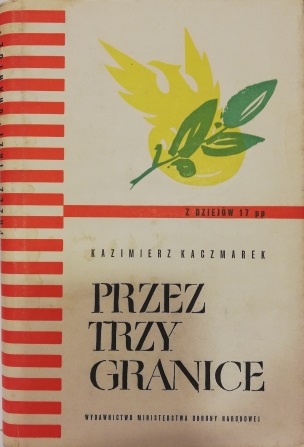 Z DZIEJÓW 17 pp
KAZIMIERZ KACZMAREK
PRZEZ
TRZY
GRANICE
WYDAWNICTWO MINISTERSTWA OBRONY NARODOWEJ